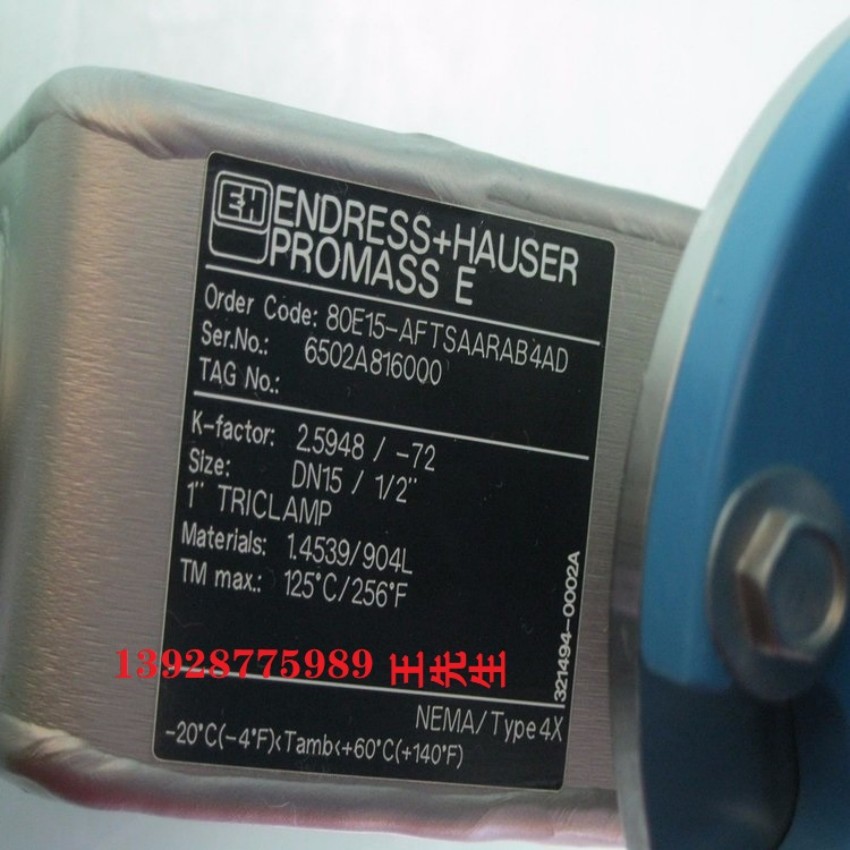 E+H
ENDRESS+HAUSER
PROMASS E
Order Code: 80E15-AFTSAARAB4AD
Ser.No.: 6502A816000
TAG No.:
K-factor: 2.5948 / -72
Size: DN15 / 1/2"
1" TRICLAMP
Materials: 1.4539/904L
TM max.: 125°C/256°F
321494-0002A
13928775989 王先生
NEMA/Type4X
-20°C(-4°F)<Tamb<+60°C(+140°F)